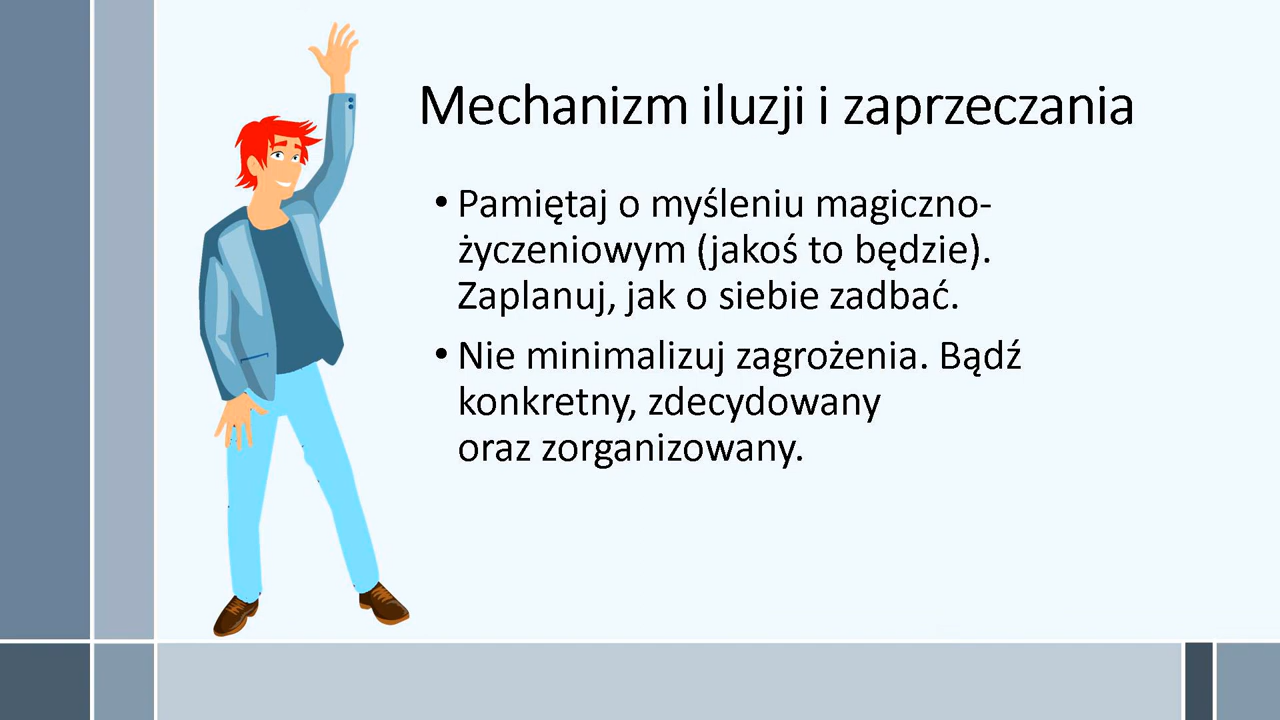 Mechanizm iluzji i zaprzeczania
• Pamiętaj o myśleniu magiczno-
życzeniowym (jakoś to będzie).
Zaplanuj, jak o siebie zadbać.
• Nie minimalizuj zagrożenia. Bądź
konkretny, zdecydowany
oraz zorganizowany.